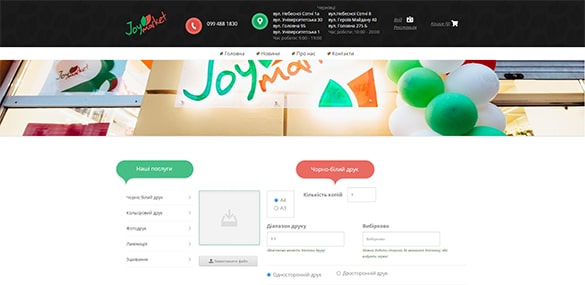 Joy market
099 488 1830
Чернівці
вул. Небесної Сотні 1а
вул. Університетська 30
вул. Головна 95
вул. Університетська 1
Час роботи: 9:00 - 19:00
вул.Небесної Сотні 8
вул. Героїв Майдану 40
вул. Головна 275 Б
Час роботи: 10:00 - 20:00
Вхід
Реєстрація
Кошик (0)
Головна
Новини
Про нас
Контакти
Joy market
Наші послуги
Чорно білий друк
Кольоровий друк
Фотодрук
Ламінація
Зшивання
Завантажити файл
А4
А3
Чорно-білий друк
Кількість копій
1
Діапазон друку
Вибірково
Вибірково
Односторонній друк
Двосторонній друк